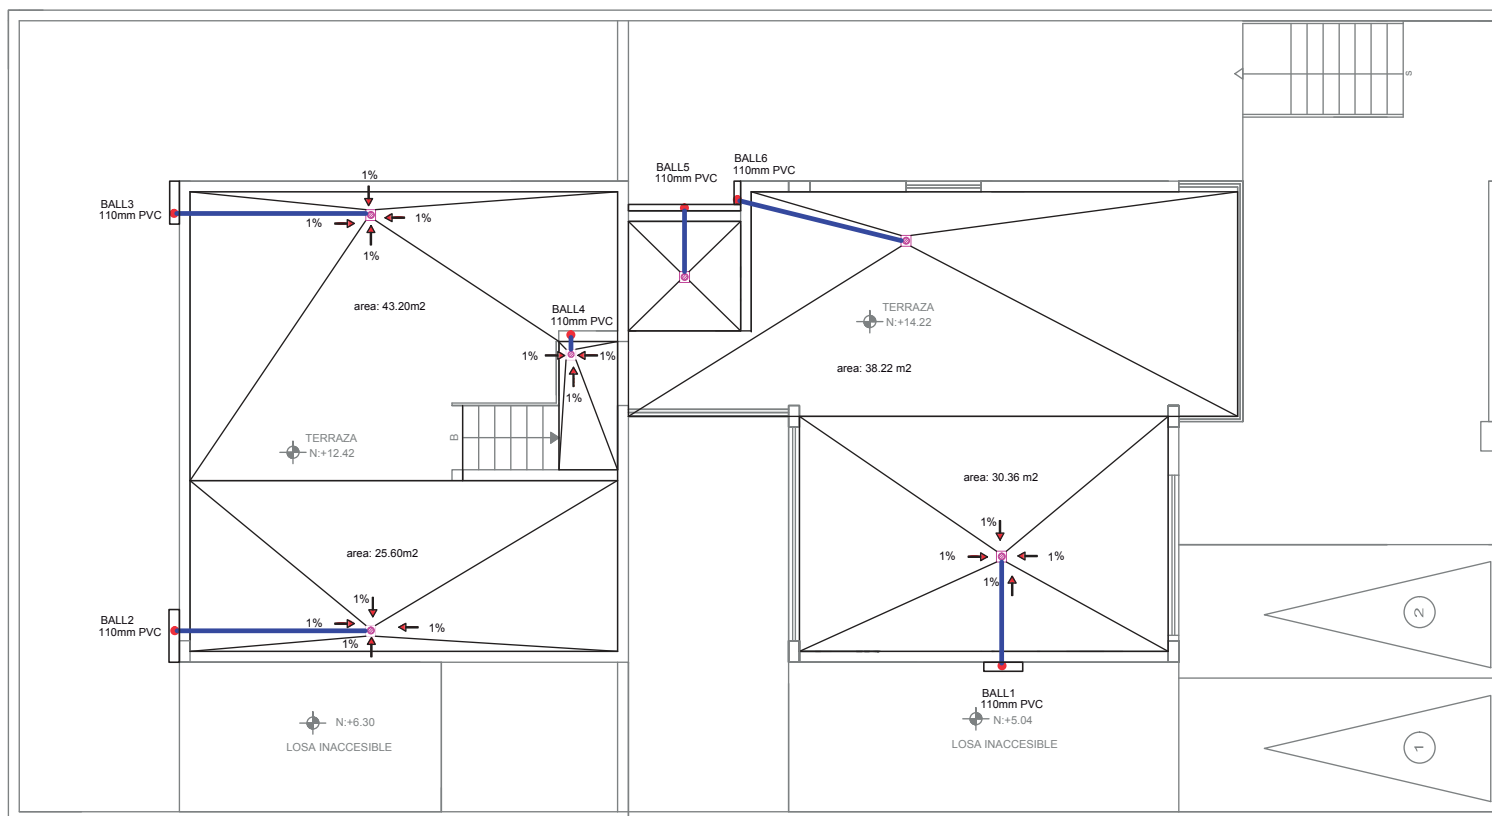 S
1%
BALL3
110mm PVC
1%
1%
1%
area: 43.20m2
BALL4
110mm PVC
1%
1%
1%
B
TERRAZA
N:+12.42
area: 25.60m2
1%
1%
1%
1%
BALL2
110mm PVC
N:+6.30
LOSA INACCESIBLE
BALL5
110mm PVC
BALL6
110mm PVC
TERRAZA
N:+14.22
area: 38.22 m2
area: 30.36 m2
1%
1%
1%
1%
BALL1
110mm PVC
N:+5.04
LOSA INACCESIBLE
2
1